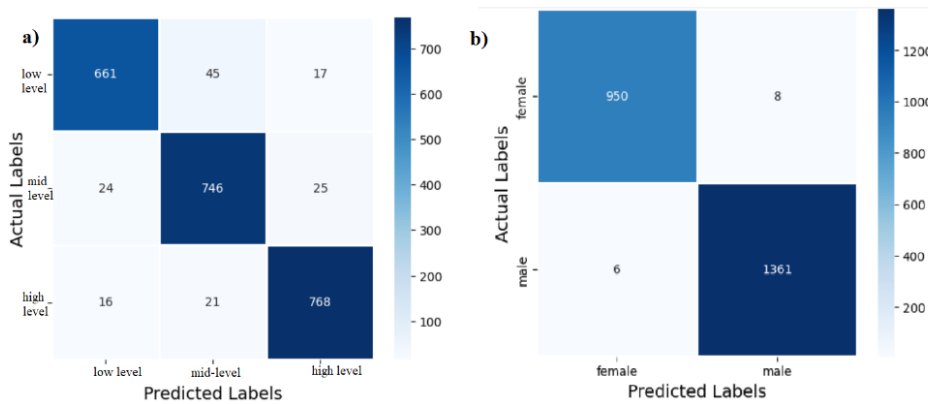 a)
Actual Labels
low level
661 45 17
mid level
24 746 25
high level
16 21 768
low level mid-level high level
Predicted Labels
700
600
500
400
300
200
100
b)
Actual Labels
female
950 8
male
6 1361
female male
Predicted Labels
1200
1000
800
600
400
200